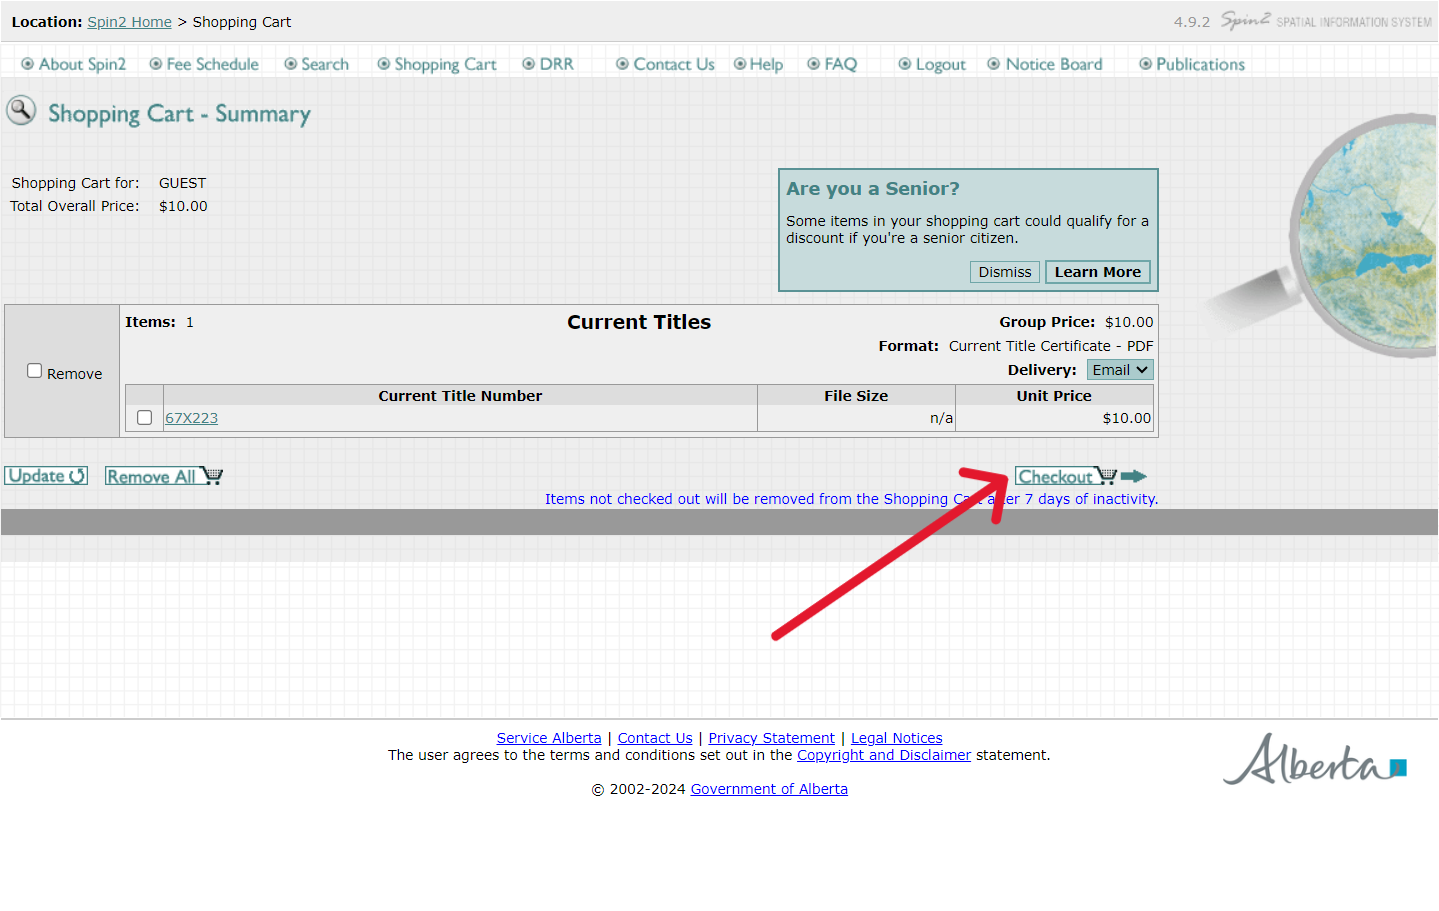 Location: Spin2 Home > Shopping Cart
4.9.2 Spin2 SPATIAL INFORMATION SYSTEM
About Spin2 Fee Schedule Search Shopping Cart DRR Contact Us Help FAQ Logout Notice Board Publications
Shopping Cart - Summary
Shopping Cart for: GUEST
Total Overall Price: $10.00
Are you a Senior?
Some items in your shopping cart could qualify for a
discount if you're a senior citizen.
Dismiss Learn More
Remove
Items: 1 Current Titles Group Price: $10.00
Format: Current Title Certificate - PDF
Delivery: Email
Current Title Number File Size Unit Price
67X223 n/a $10.00
Update Remove All Checkout
Items not checked out will be removed from the Shopping Cart after 7 days of inactivity.
Service Alberta | Contact Us | Privacy Statement | Legal Notices
The user agrees to the terms and conditions set out in the Copyright and Disclaimer statement.
© 2002-2024 Government of Alberta
Alberta